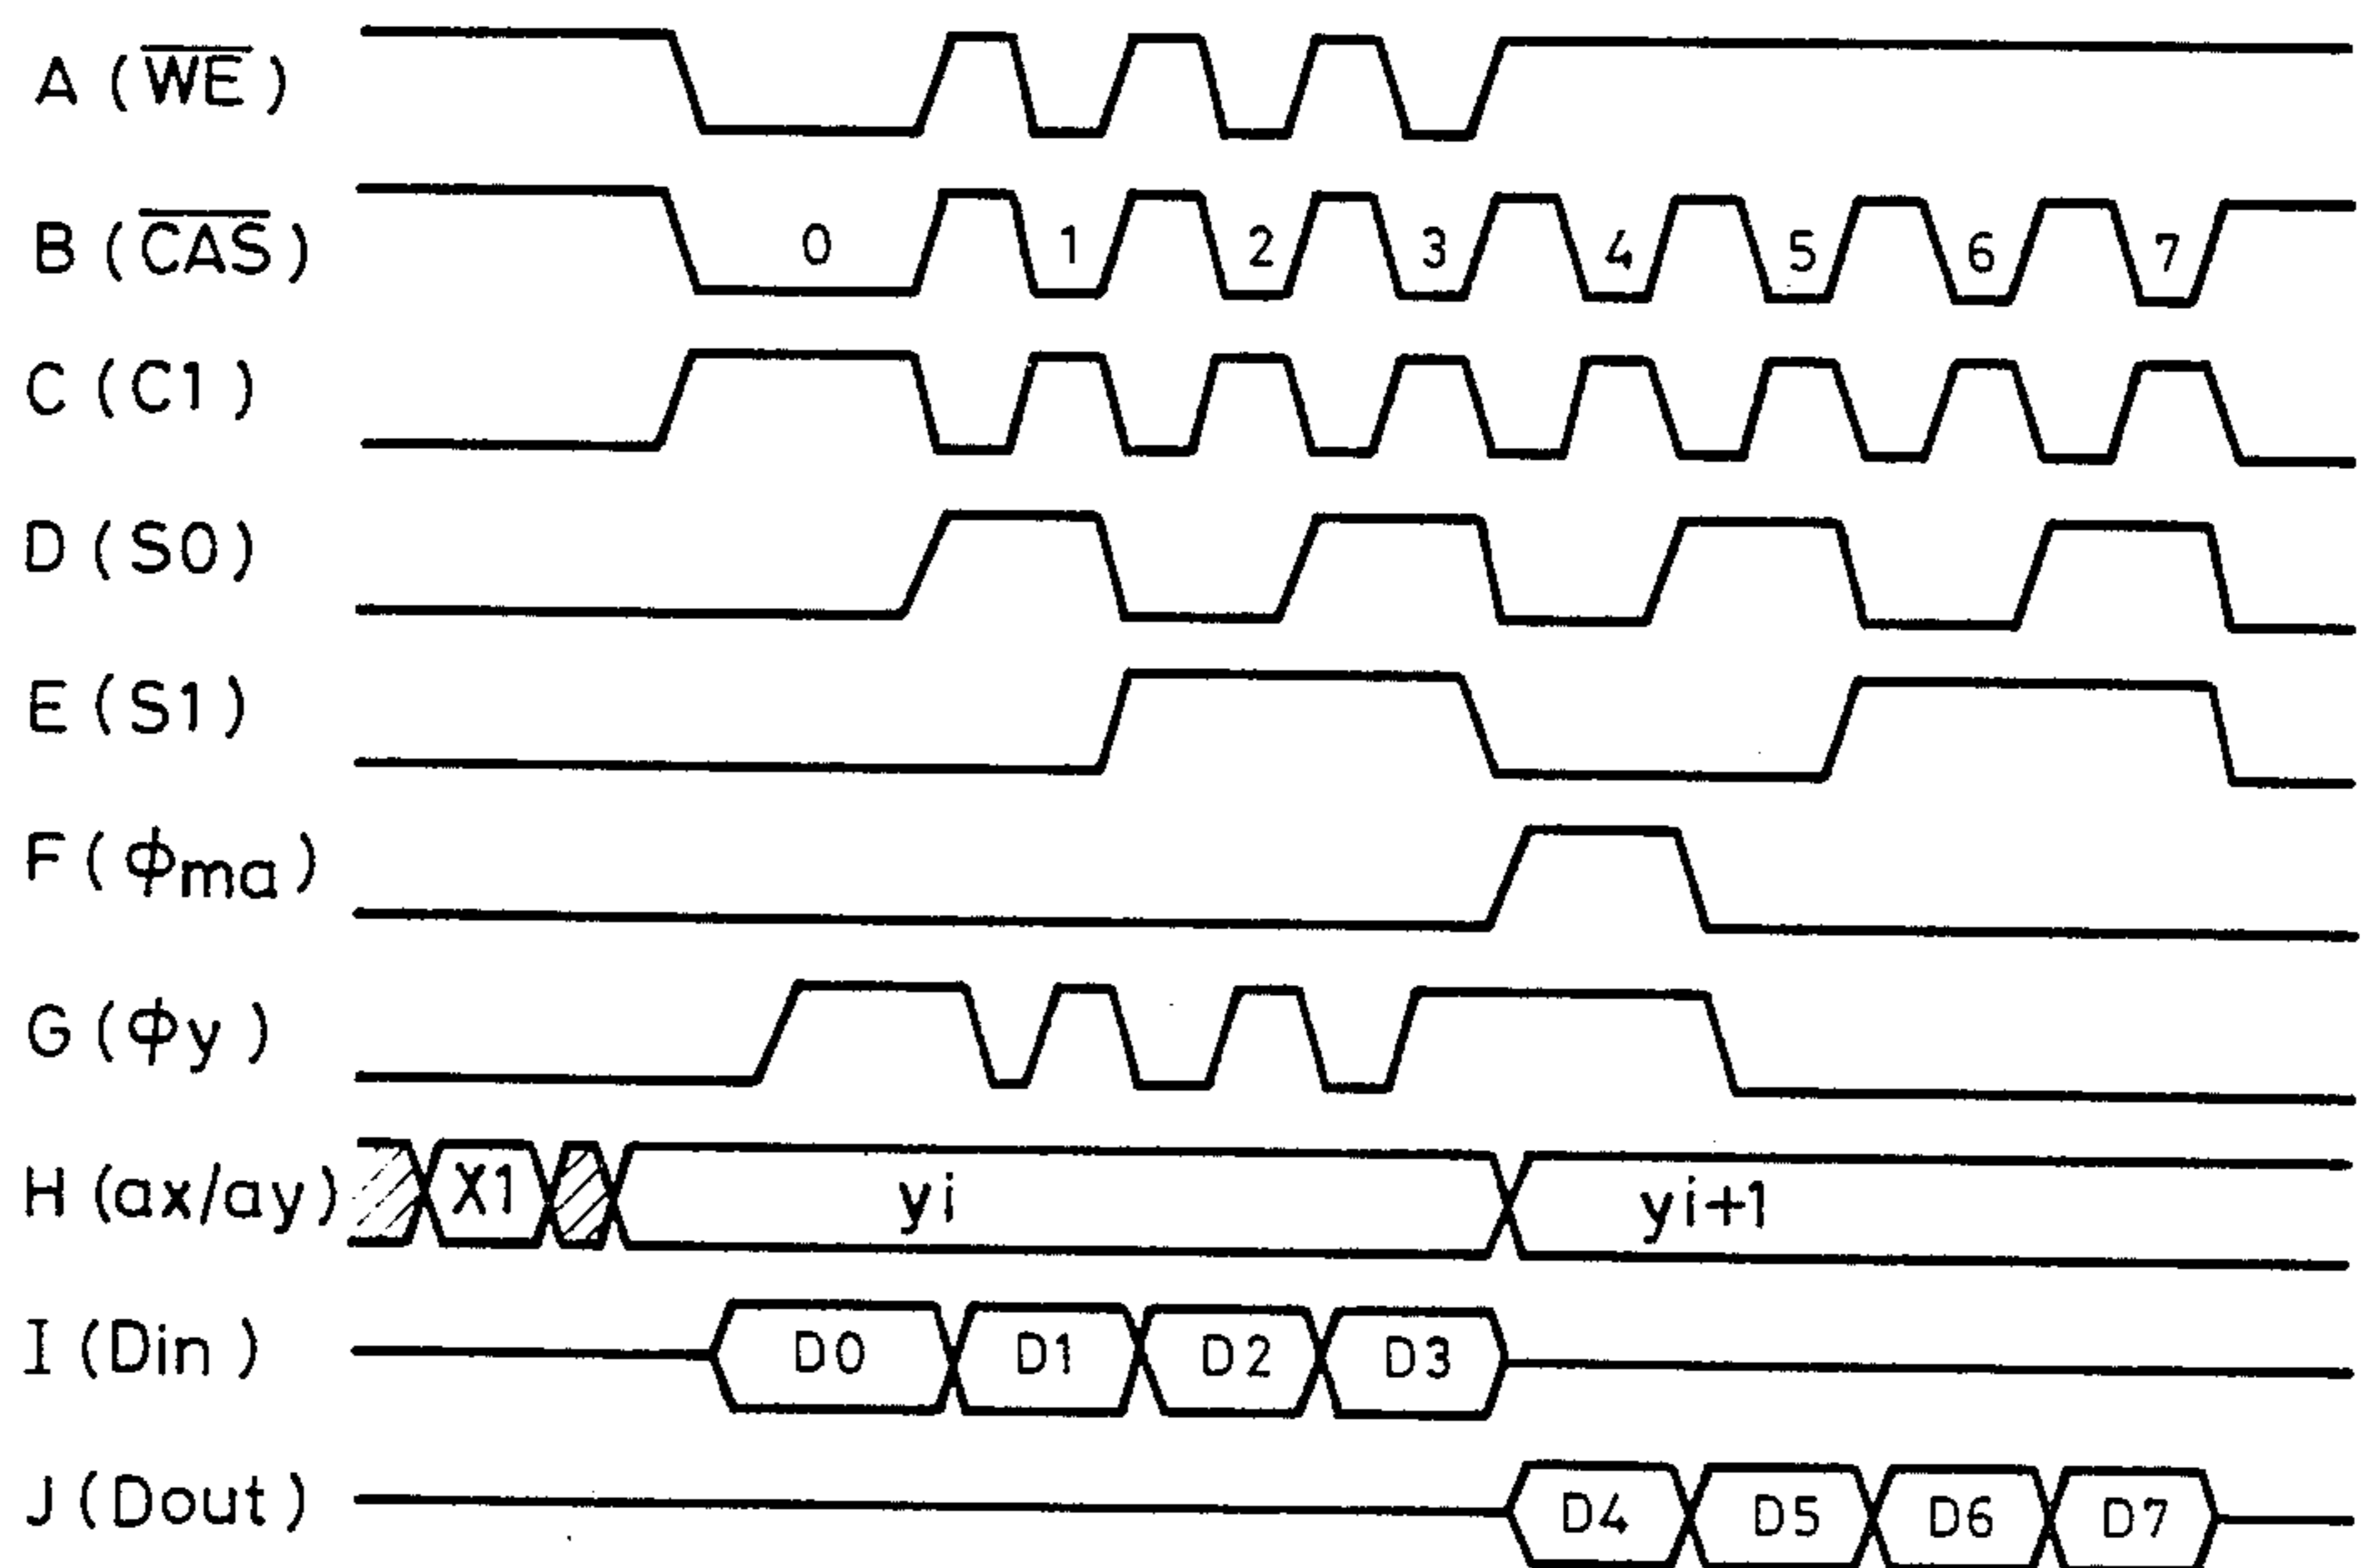 A (WE)
B (CAS) 0 1 2 3 4 5 6 7
C (C1)
D (S0)
E (S1)
F (ϕma)
G (ϕy)
H (ax/ay) X1 yi yi+1
I (Din) D0 D1 D2 D3
J (Dout) D4 D5 D6 D7